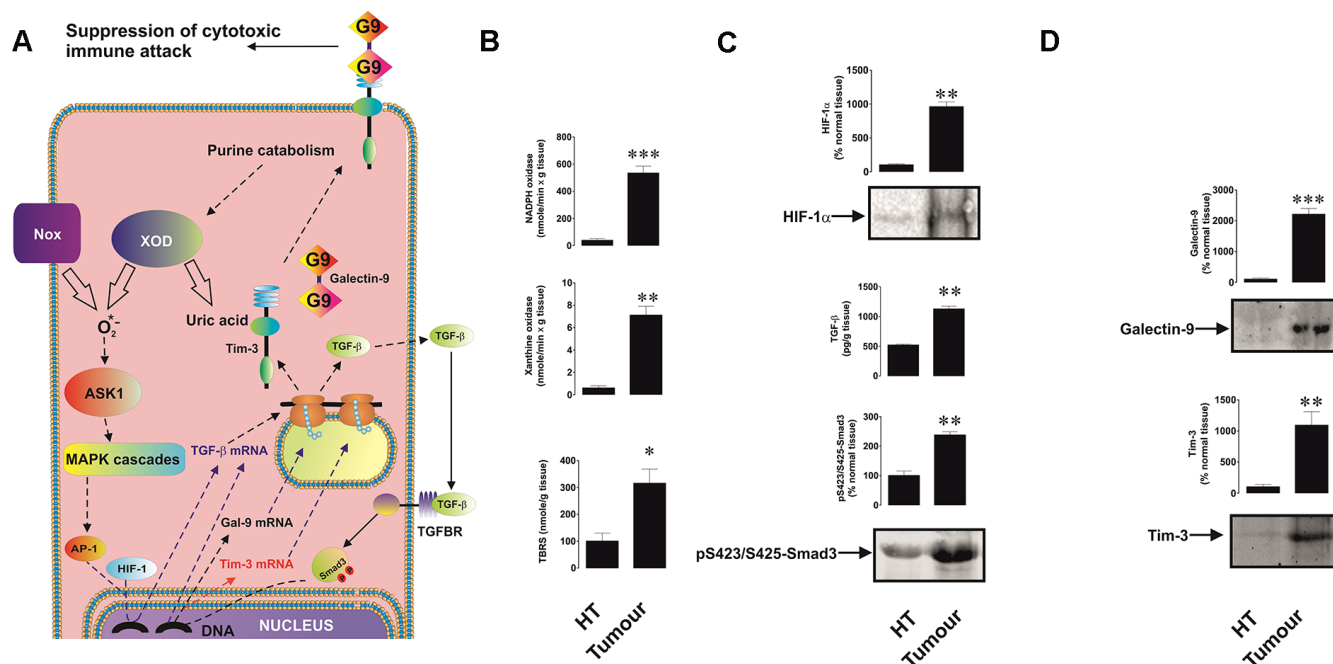 A
Suppression of cytotoxic
immune attack
G9
G9
Purine catabolism
Nox
XOD
G9
Galectin-9
G9
O2*-
Uric acid
Tim-3
TGF-β
TGF-β
ASK1
MAPK cascades
TGF-β mRNA
TGF-β
TGFBR
Gal-9 mRNA
AP-1
HIF-1
Tim-3 mRNA
Smad3
P P
DNA
NUCLEUS
B
NADPH oxidase
(nmole/min x g tissue)
800
600
400
200
0
***
Xanthine oxidase
(nmole/min x g tissue)
10
8
6
4
2
0
**
TBRS (nmole/g tissue)
400
300
200
100
0
*
HT
Tumour
C
HIF-1α
(% normal tissue)
1500
1000
500
0
**
HIF-1α
TGF-β
(pg/g tissue)
1500
1000
500
0
**
pS423/S425-Smad3
(% normal tissue)
300
200
100
0
**
pS423/S425-Smad3
HT
Tumour
D
Galectin-9
(% normal tissue)
3000
2000
1000
0
***
Galectin-9
Tim-3
(% normal tissue)
1500
1000
500
0
**
Tim-3
HT
Tumour